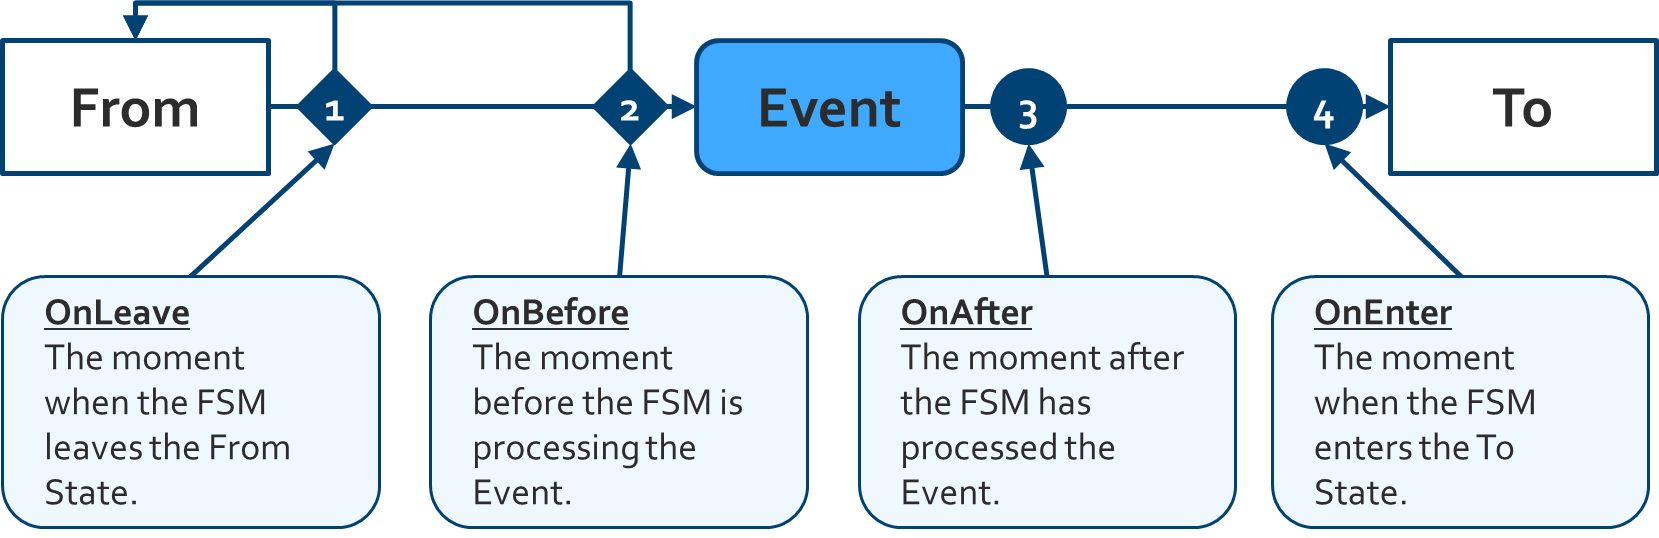 From
1
2
Event
3
4
To
OnLeave
The moment
when the FSM
leaves the From
State.
OnBefore
The moment
before the FSM is
processing the
Event.
OnAfter
The moment after
the FSM has
processed the
Event.
OnEnter
The moment
when the FSM
enters the To
State.